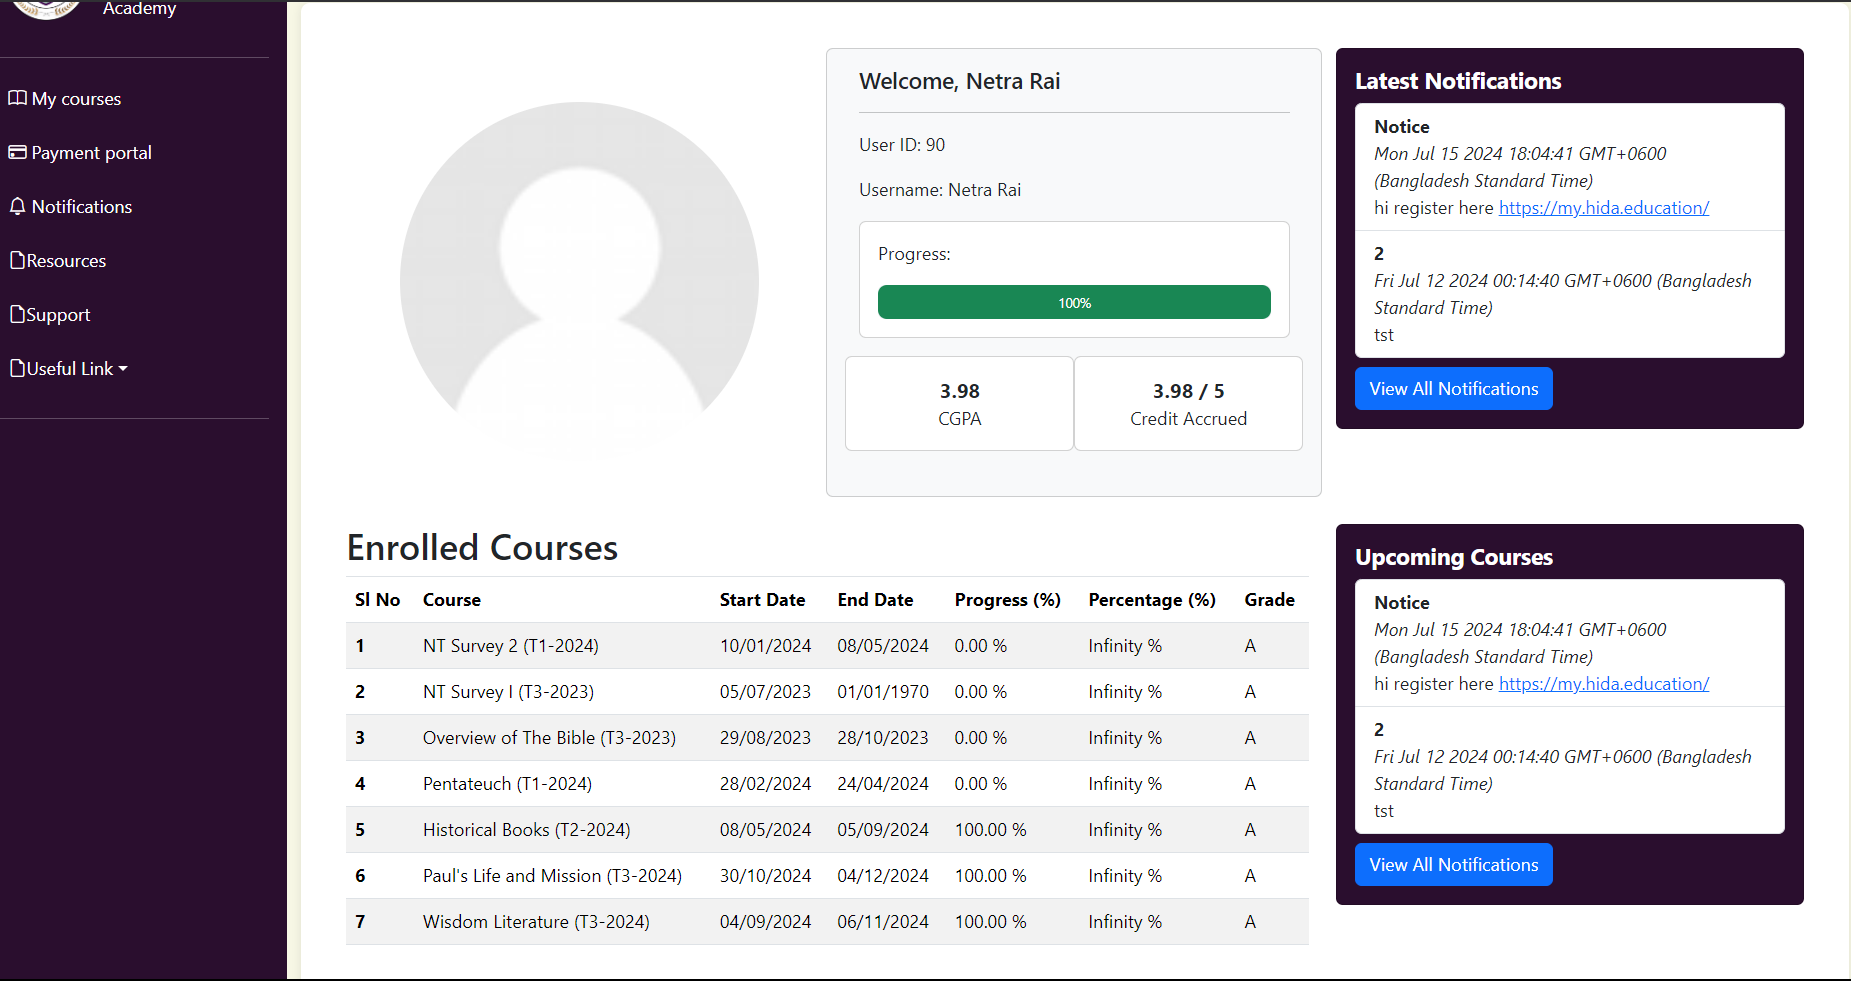 Academy
My courses
Payment portal
Notifications
Resources
Support
Useful Link
Welcome, Netra Rai
User ID: 90
Username: Netra Rai
Progress:
100%
3.98
CGPA
3.98 / 5
Credit Accrued
Latest Notifications
Notice
Mon Jul 15 2024 18:04:41 GMT+0600
(Bangladesh Standard Time)
hi register here https://my.hida.education/
2
Fri Jul 12 2024 00:14:40 GMT+0600 (Bangladesh
Standard Time)
tst
View All Notifications
Enrolled Courses
Sl No Course Start Date End Date Progress (%) Percentage (%) Grade
1 NT Survey 2 (T1-2024) 10/01/2024 08/05/2024 0.00 % Infinity % A
2 NT Survey I (T3-2023) 05/07/2023 01/01/1970 0.00 % Infinity % A
3 Overview of The Bible (T3-2023) 29/08/2023 28/10/2023 0.00 % Infinity % A
4 Pentateuch (T1-2024) 28/02/2024 24/04/2024 0.00 % Infinity % A
5 Historical Books (T2-2024) 08/05/2024 05/09/2024 100.00 % Infinity % A
6 Paul's Life and Mission (T3-2024) 30/10/2024 04/12/2024 100.00 % Infinity % A
7 Wisdom Literature (T3-2024) 04/09/2024 06/11/2024 100.00 % Infinity % A
Upcoming Courses
Notice
Mon Jul 15 2024 18:04:41 GMT+0600
(Bangladesh Standard Time)
hi register here https://my.hida.education/
2
Fri Jul 12 2024 00:14:40 GMT+0600 (Bangladesh
Standard Time)
tst
View All Notifications